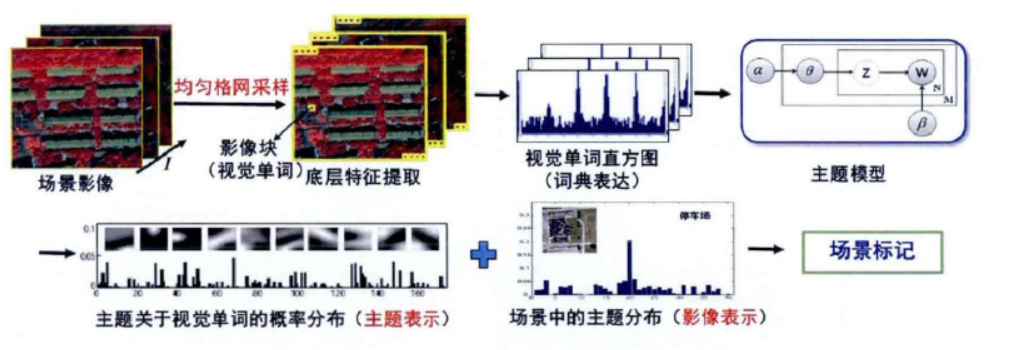 均匀格网采样
I
影像块
(视觉单词)
场景影像
底层特征提取
视觉单词直方图
(词典表达)
α
θ
Z
W
N
M
β
主题模型
0.1
0.05
0 20 40 60 80 100 120 140 160
主题关于视觉单词的概率分布(主题表示)
停车场
场景中的主题分布(影像表示)
场景标记